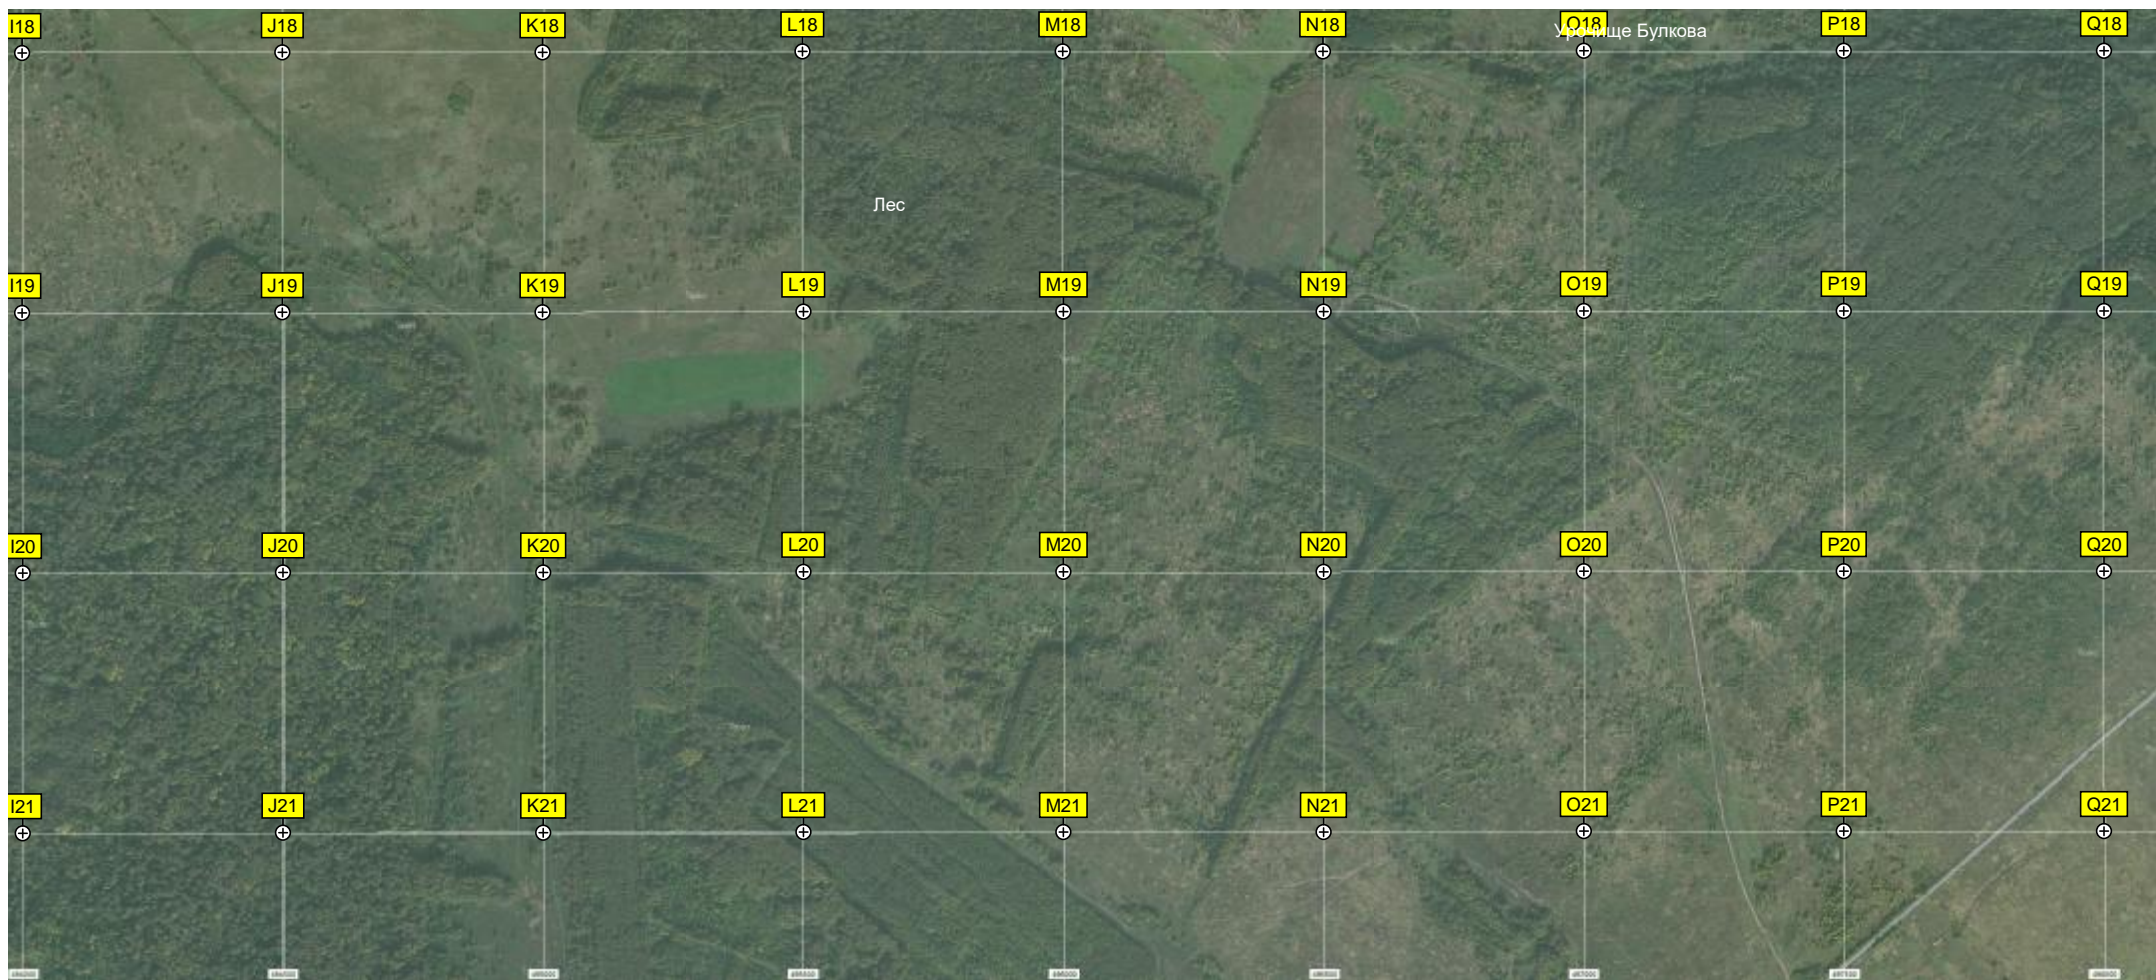 I18 J18 K18 L18 M18 N18 O18 P18 Q18
Урочище Булкова
Лес
I19 J19 K19 L19 M19 N19 O19 P19 Q19
I20 J20 K20 L20 M20 N20 O20 P20 Q20
I21 J21 K21 L21 M21 N21 O21 P21 Q21